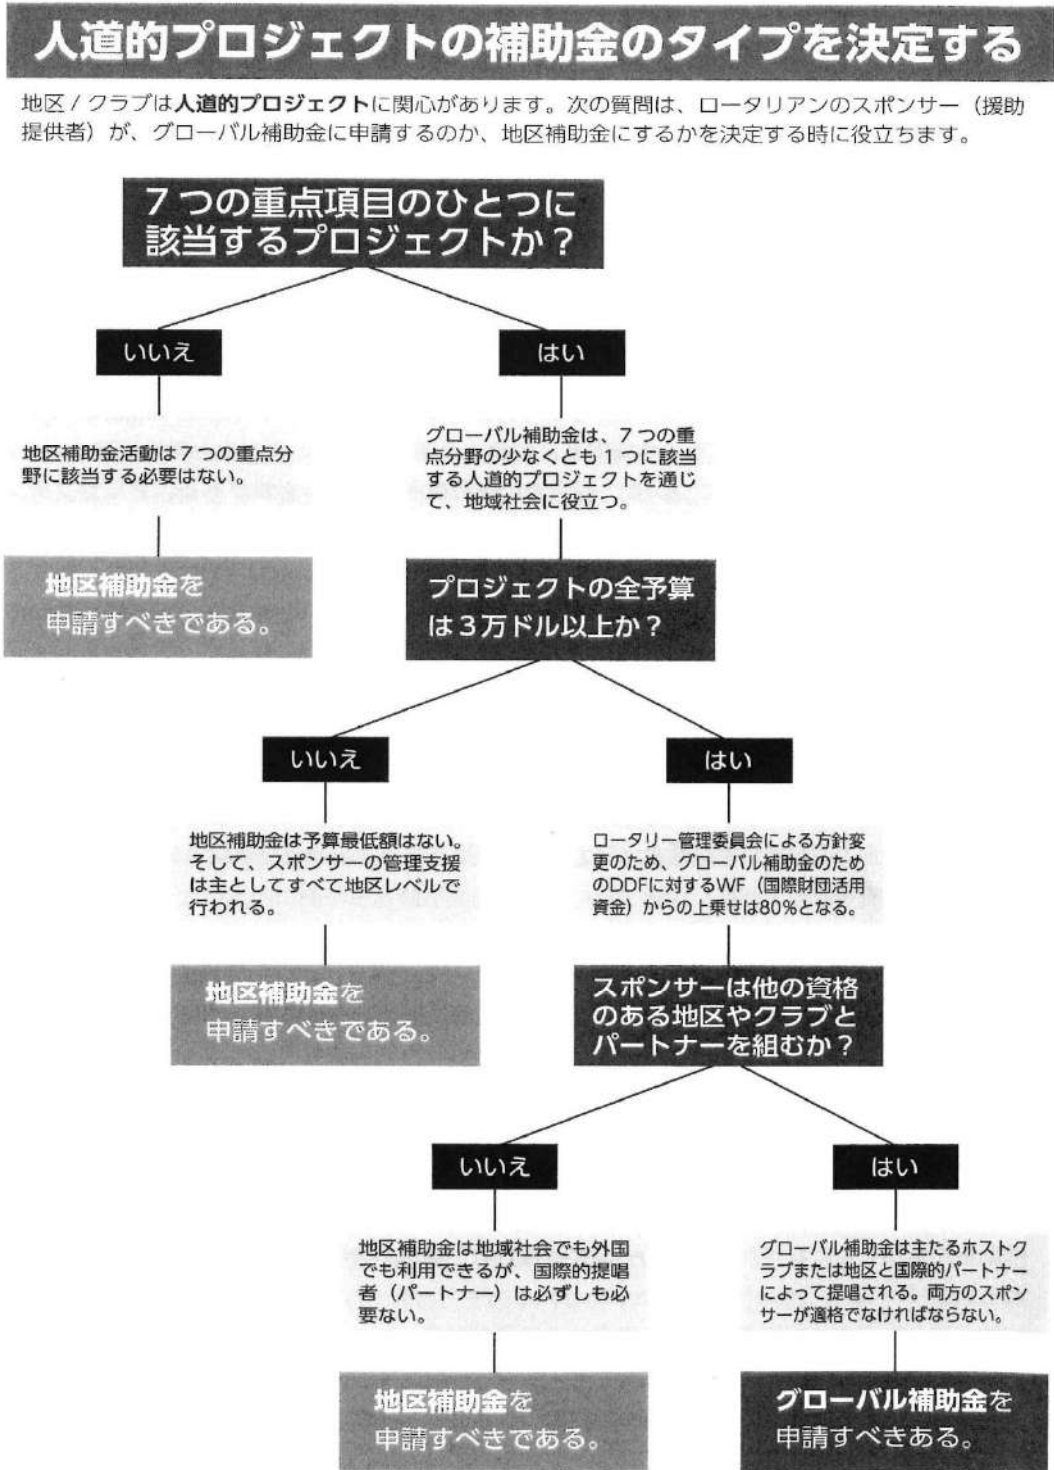 人道的プロジェクトの補助金のタイプを決定する
地区 / クラブは人道的プロジェクトに関心があります。次の質問は、ロータリアンのスポンサー（援助
提供者）が、グローバル補助金に申請するのか、地区補助金にするかを決定する時に役立ちます。
7つの重点項目のひとつに
該当するプロジェクトか？
いいえ
はい
地区補助金活動は7つの重点分
野に該当する必要はない。
グローバル補助金は、7つの重
点分野の少なくとも1つに該当
する人道的プロジェクトを通じ
て、地域社会に役立つ。
地区補助金を
申請すべきである。
プロジェクトの全予算
は3万ドル以上か？
いいえ
はい
地区補助金は予算最低額はない。
そして、スポンサーの管理支援
は主としてすべて地区レベルで
行われる。
ロータリー管理委員会による方針変
更のため、グローバル補助金のため
のDDFに対するWF（国際財団活用
資金）からの上乗せは80%となる。
地区補助金を
申請すべきである。
スポンサーは他の資格
のある地区やクラブと
パートナーを組むか？
いいえ
はい
地区補助金は地域社会でも外国
でも利用できるが、国際的提唱
者（パートナー）は必ずしも必
要ない。
グローバル補助金は主たるホストク
ラブまたは地区と国際的パートナー
によって提唱される。両方のスポン
サーが適格でなければならない。
地区補助金を
申請すべきである。
グローバル補助金を
申請すべきある。